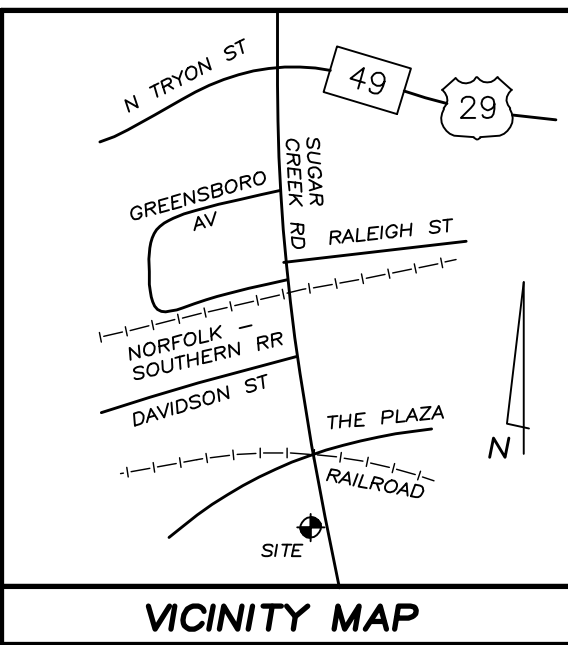 N TRYON ST
49
29
SUGAR
CREEK RD
GREENSBORO
AV
RALEIGH ST
NORFOLK –
SOUTHERN RR
DAVIDSON ST
THE PLAZA
N
RAILROAD
SITE
VICINITY MAP